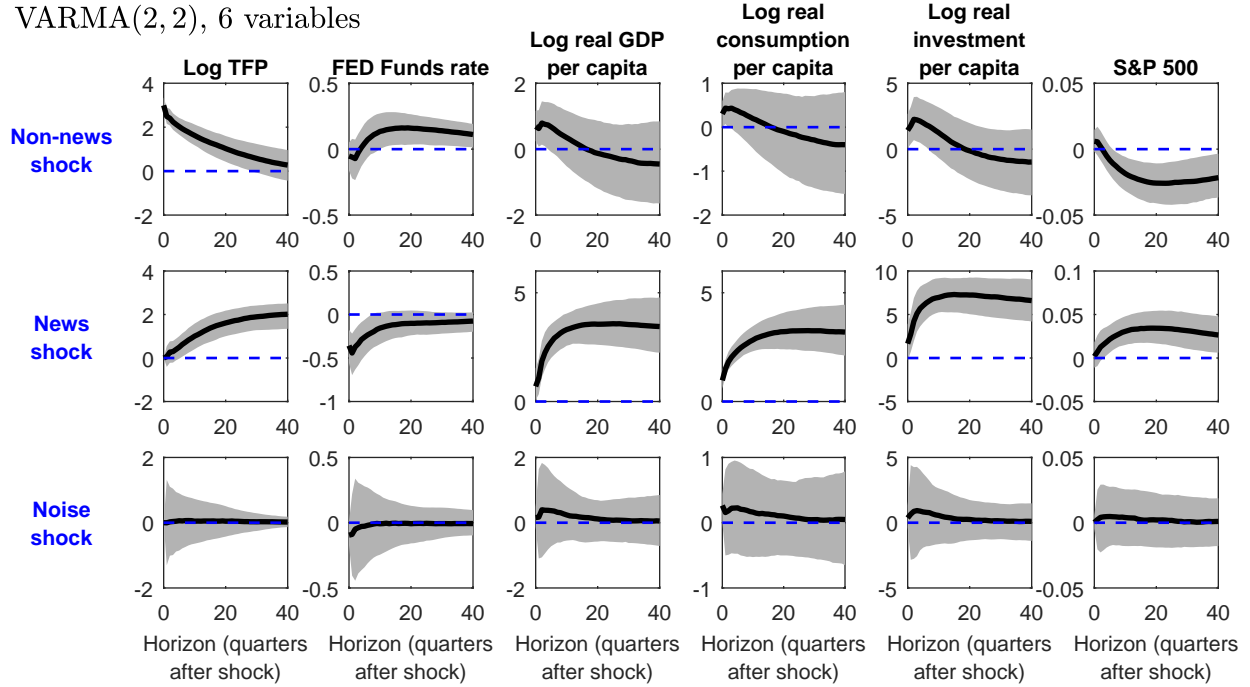 VARMA(2, 2), 6 variables
Log TFP
FED Funds rate
Log real GDP
per capita
Log real
consumption
per capita
Log real
investment
per capita
S&P 500
Non-news
shock
4
2
0
-2
0 20 40
0.5
0
-0.5
0 20 40
2
0
-2
0 20 40
1
0
-1
-2
0 20 40
5
0
-5
0 20 40
0.05
0
-0.05
0 20 40
News
shock
4
2
0
-2
0 20 40
0.5
0
-0.5
-1
0 20 40
5
0
0 20 40
5
0
0 20 40
10
5
0
-5
0 20 40
0.1
0.05
0
-0.05
0 20 40
Noise
shock
2
0
-2
0 20 40
0.5
0
-0.5
0 20 40
2
0
-2
0 20 40
1
0
-1
0 20 40
5
0
-5
0 20 40
0.05
0
-0.05
0 20 40
Horizon (quarters
after shock)
Horizon (quarters
after shock)
Horizon (quarters
after shock)
Horizon (quarters
after shock)
Horizon (quarters
after shock)
Horizon (quarters
after shock)